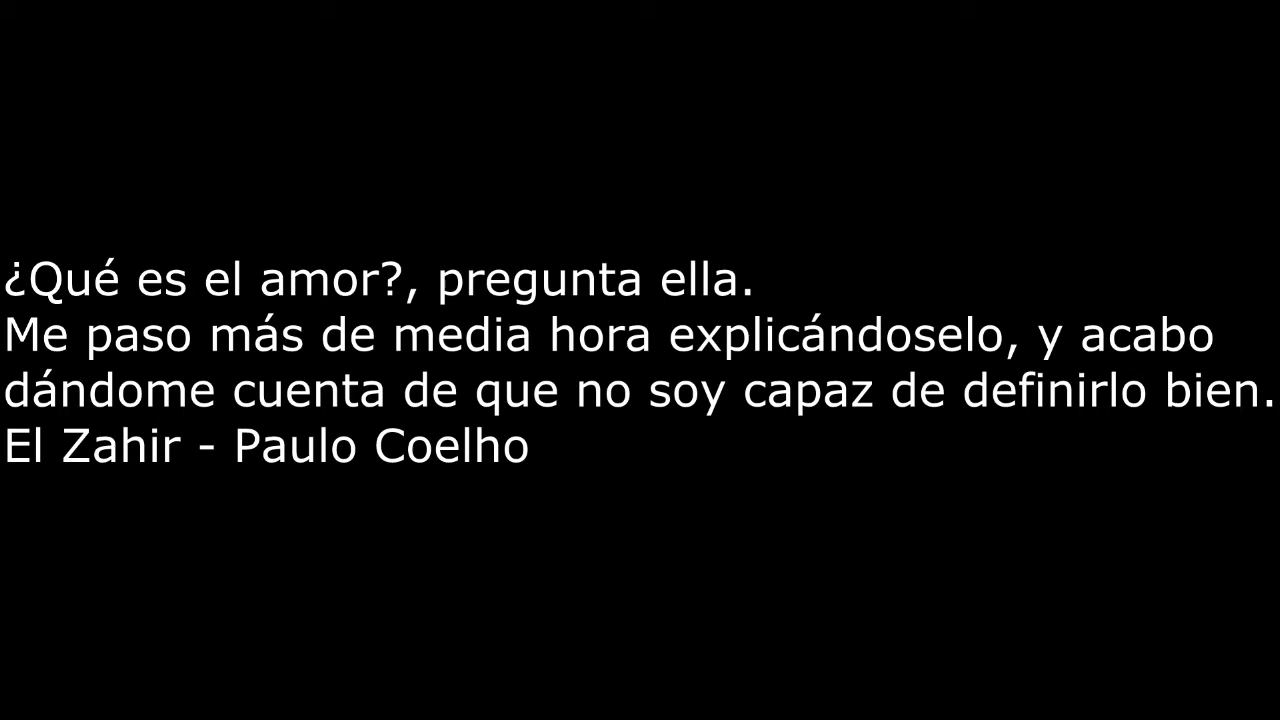 ¿Qué es el amor?, pregunta ella.
Me paso más de media hora explicándoselo, y acabo
dándome cuenta de que no soy capaz de definirlo bien.
El Zahir - Paulo Coelho